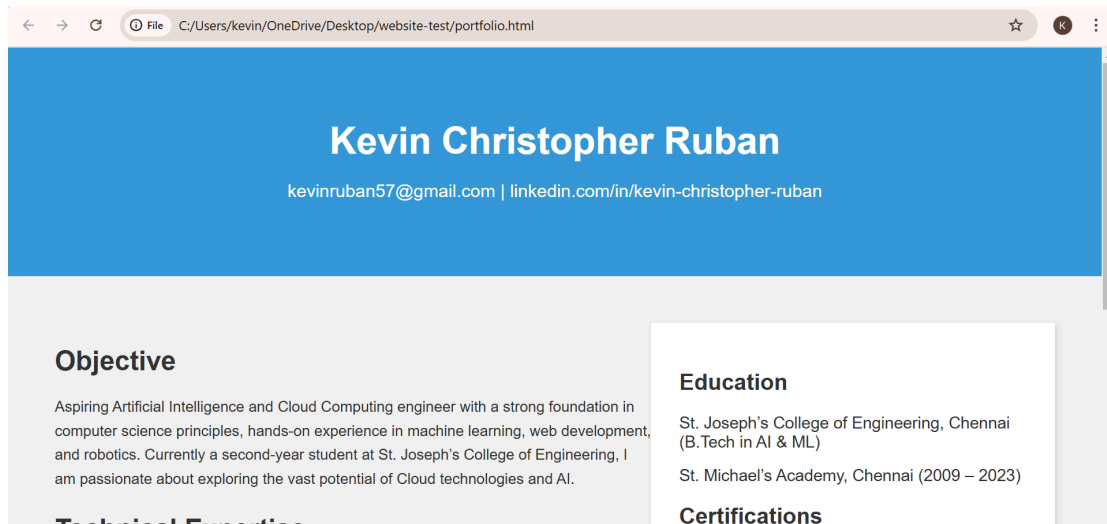 File C:/Users/kevin/OneDrive/Desktop/website-test/portfolio.html K
Kevin Christopher Ruban
kevinruban57@gmail.com | linkedin.com/in/kevin-christopher-ruban
Objective
Aspiring Artificial Intelligence and Cloud Computing engineer with a strong foundation in
computer science principles, hands-on experience in machine learning, web development,
and robotics. Currently a second-year student at St. Joseph’s College of Engineering, I
am passionate about exploring the vast potential of Cloud technologies and AI.
Technical Expertise
Education
St. Joseph’s College of Engineering, Chennai
(B.Tech in AI & ML)
St. Michael’s Academy, Chennai (2009 – 2023)
Certifications